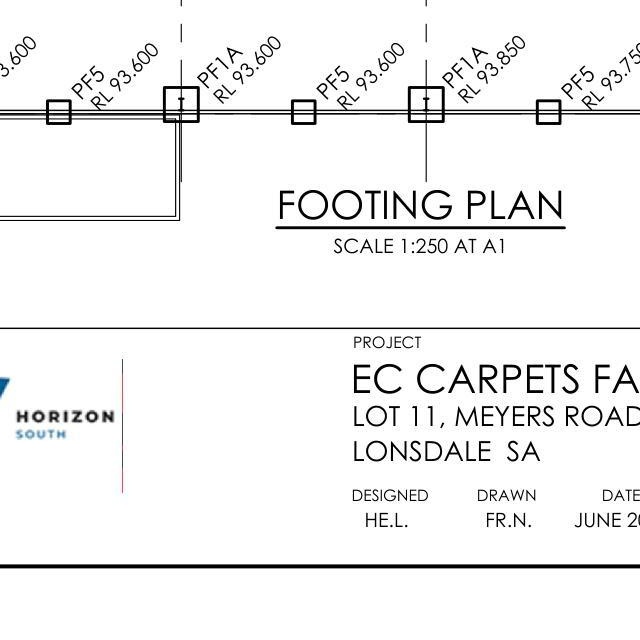 3.600
PF5
RL 93.600
PF1A
RL 93.600
PF5
RL 93.600
PF1A
RL 93.850
PF5
RL 93.75
FOOTING PLAN
SCALE 1:250 AT A1
PROJECT
EC CARPETS FA
LOT 11, MEYERS ROAD
LONSDALE SA
HORIZON
SOUTH
DESIGNED DRAWN DATE
HE.L. FR.N. JUNE 20